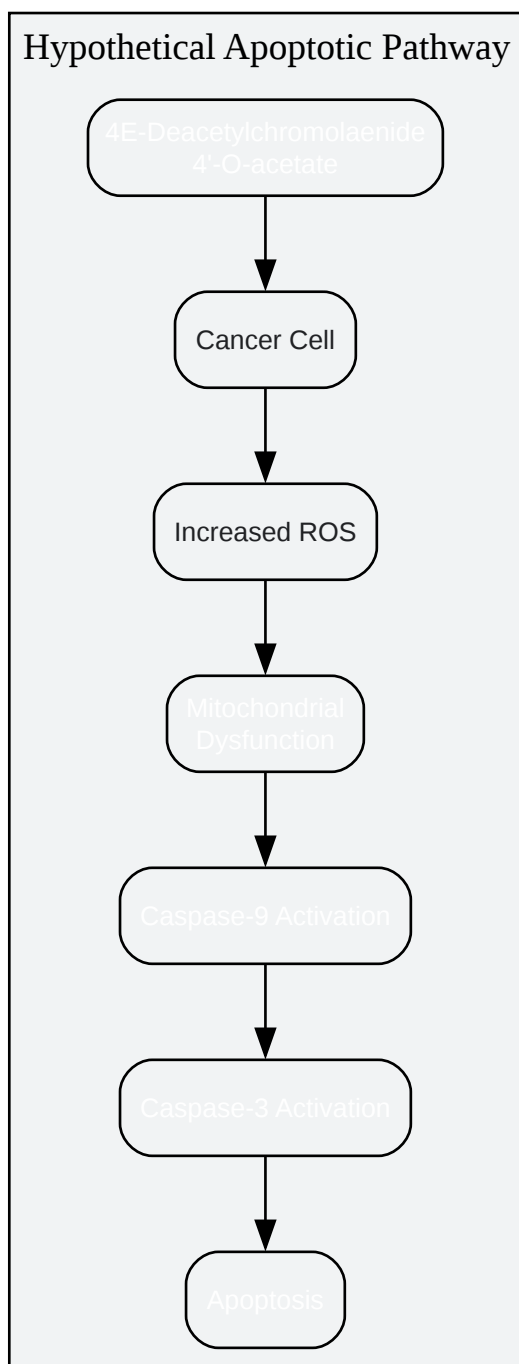 Hypothetical Apoptotic Pathway
4E-Deacetylchromolaenide
4'-O-acetate
Cancer Cell
Increased ROS
Mitochondrial
Dysfunction
Caspase-9 Activation
Caspase-3 Activation
Apoptosis